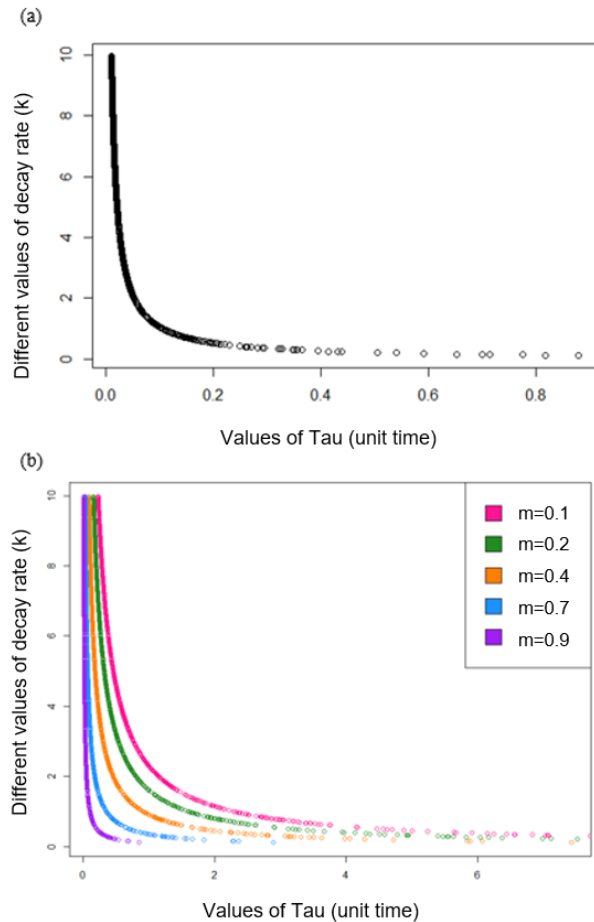 (a)
Different values of decay rate (k)
10
8
6
4
2
0
0.0 0.2 0.4 0.6 0.8
Values of Tau (unit time)
(b)
Different values of decay rate (k)
10
8
6
4
2
0
m=0.1
m=0.2
m=0.4
m=0.7
m=0.9
0 2 4 6
Values of Tau (unit time)